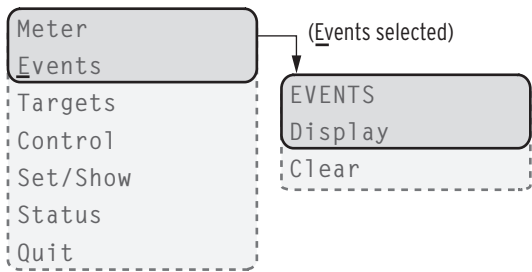 Meter
Events
Targets
Control
Set/Show
Status
Quit
(Events selected)
EVENTS
Display
Clear